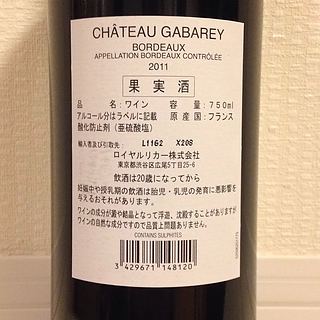 CHÂTEAU GABAREY
BORDEAUX
APPELLATION BORDEAUX CONTRÔLÉE
2011
果実酒
品名:ワイン 容量:750ml
アルコール分はラベルに記載 原産国:フランス
酸化防止剤(亜硫酸塩)
輸入者及び引取先: L11G2 X208
ロイヤルリカー株式会社
東京都渋谷区広尾5丁目25-6
飲酒は20歳になってから
妊娠中や授乳期の飲酒は胎児・乳児の発育に悪影響を
与えるおそれがあります。
ワインの成分が澱や結晶となって浮遊、沈殿することがありますが
ワインの自然な成分ですので品質上問題ありません。
CONTAINS SULPHITES
3 429671 148120